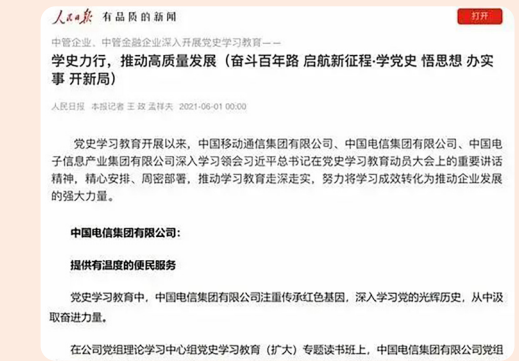 人民日报 有品质的新闻
打开
中管企业、中管金融企业深入开展党史学习教育——
学史力行，推动高质量发展（奋斗百年路 启航新征程·学党史 悟思想 办实
事 开新局）
人民日报 本报记者 王 政 孟祥夫 2021-06-01 00:00
党史学习教育开展以来，中国移动通信集团有限公司、中国电信集团有限公司、中国电
子信息产业集团有限公司深入学习领会习近平总书记在党史学习教育动员大会上的重要讲话
精神，精心安排、周密部署，推动学习教育走深走实，努力将学习成效转化为推动企业发展
的强大力量。
中国电信集团有限公司：
提供有温度的便民服务
党史学习教育中，中国电信集团有限公司注重传承红色基因，深入学习党的光辉历史，从中汲
取奋进力量。
在公司党组理论学习中心组党史学习教育（扩大）专题读书班上，中国电信集团有限公司党组